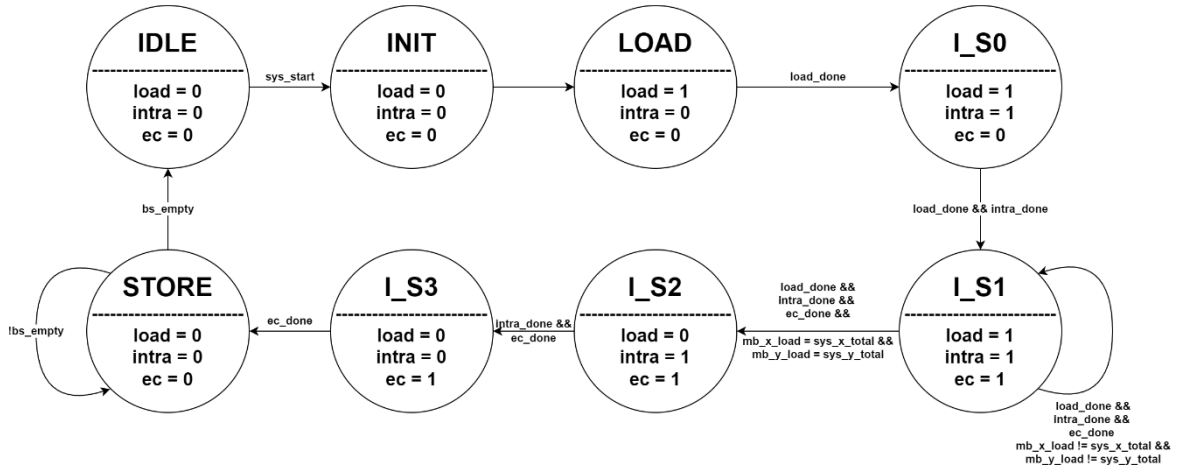 IDLE
load = 0
intra = 0
ec = 0
sys_start
INIT
load = 0
intra = 0
ec = 0
LOAD
load = 1
intra = 0
ec = 0
load_done
I_S0
load = 1
intra = 1
ec = 0
load_done && intra_done
I_S1
load = 1
intra = 1
ec = 1
load_done &&
intra_done &&
ec_done
mb_x_load != sys_x_total &&
mb_y_load != sys_y_total
load_done &&
intra_done &&
ec_done &&
mb_x_load = sys_x_total &&
mb_y_load = sys_y_total
I_S2
load = 0
intra = 1
ec = 1
intra_done &&
ec_done
I_S3
load = 0
intra = 0
ec = 1
ec_done
STORE
load = 0
intra = 0
ec = 0
!bs_empty
bs_empty